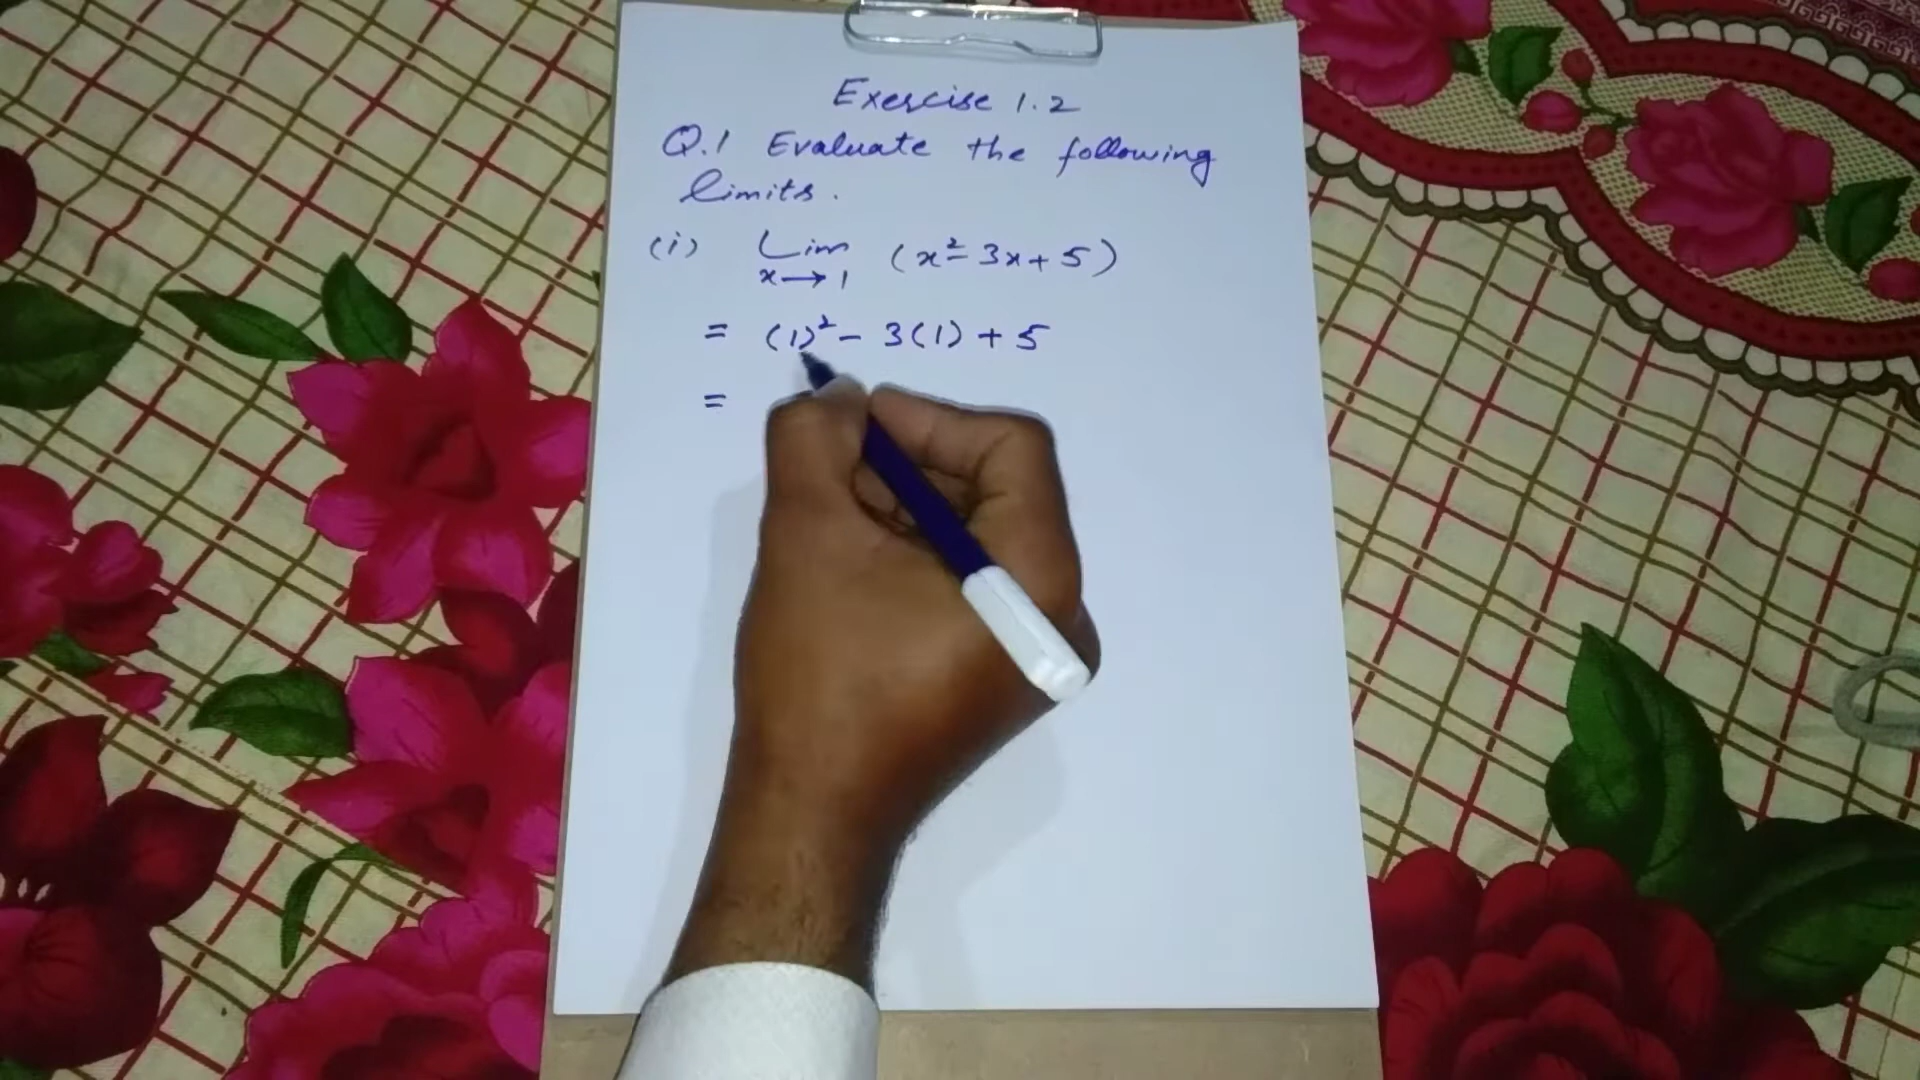 Exercise 1.2
Q.1 Evaluate the following
limits.
(i) Lim (x² - 3x + 5)
x → 1
= (1)² - 3(1) + 5
=